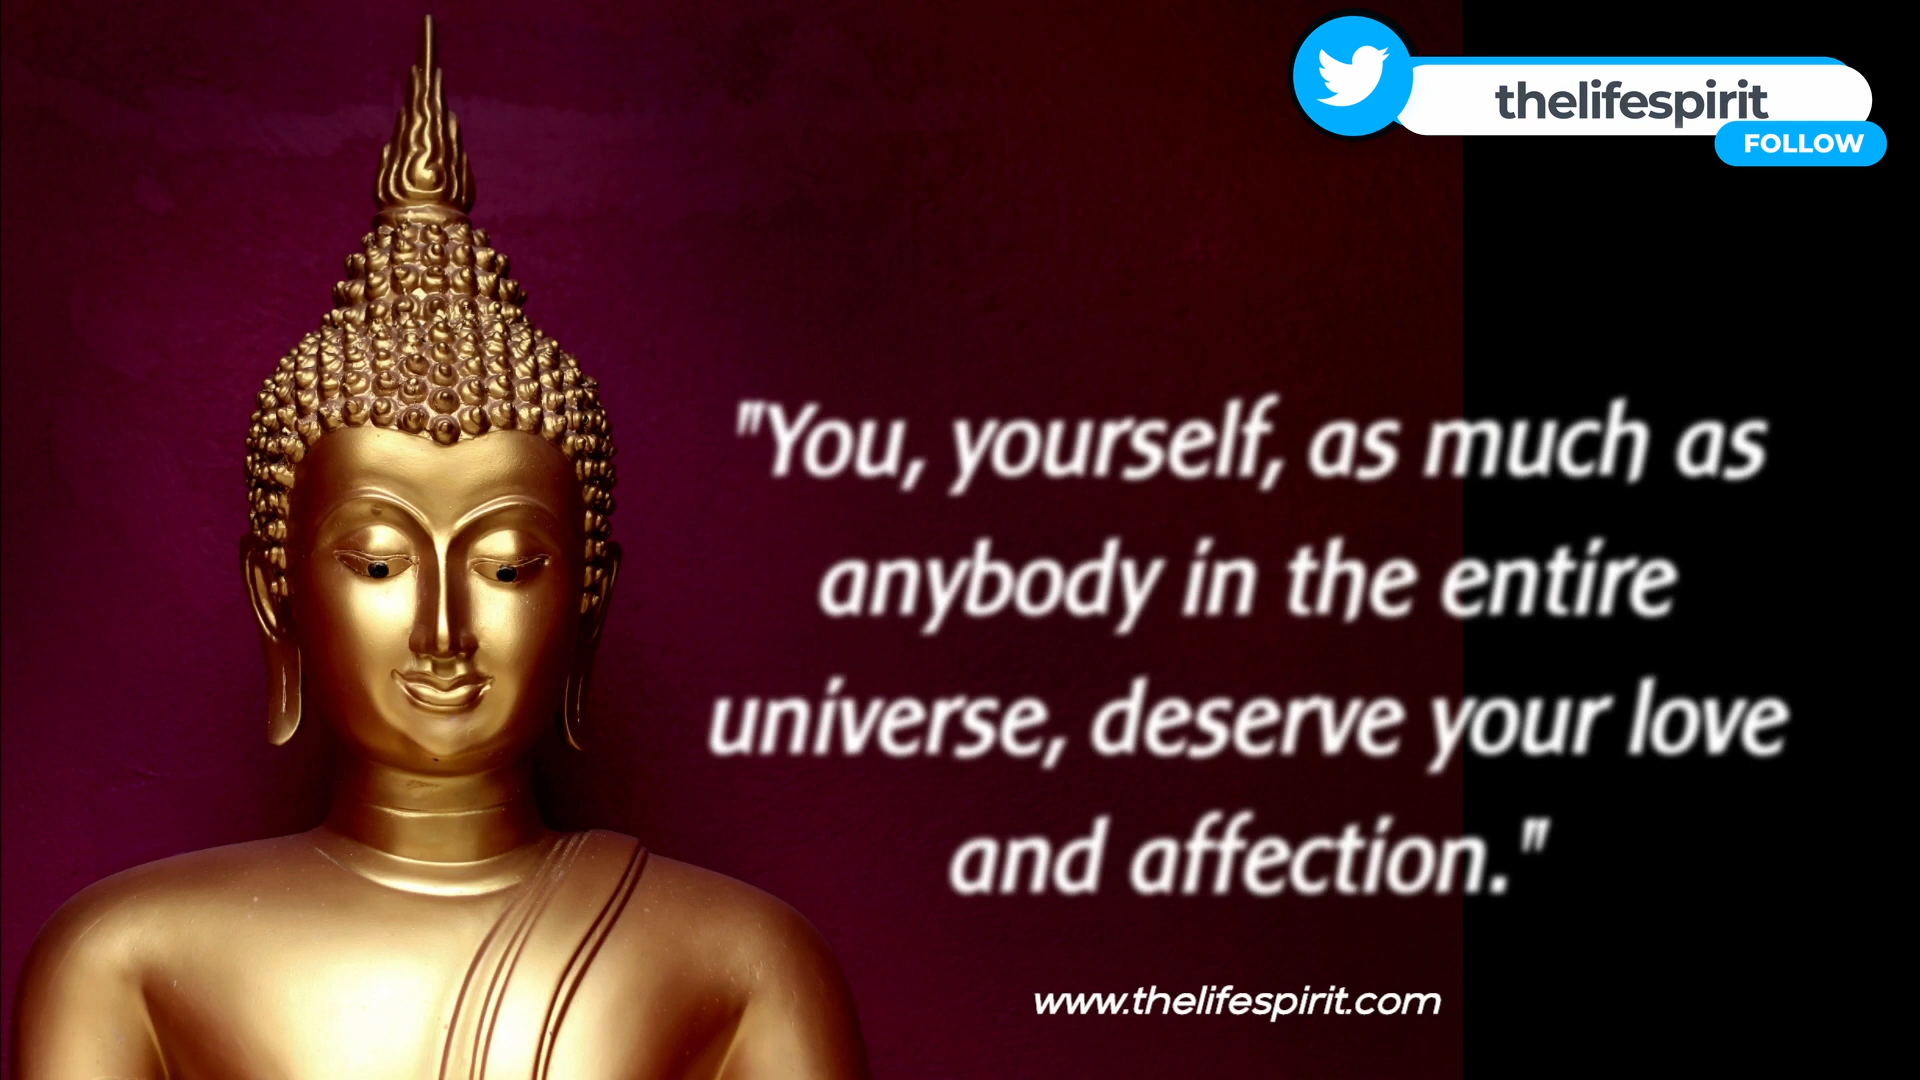 thelifespirit
FOLLOW
"You, yourself, as much as
anybody in the entire
universe, deserve your love
and affection."
www.thelifespirit.com